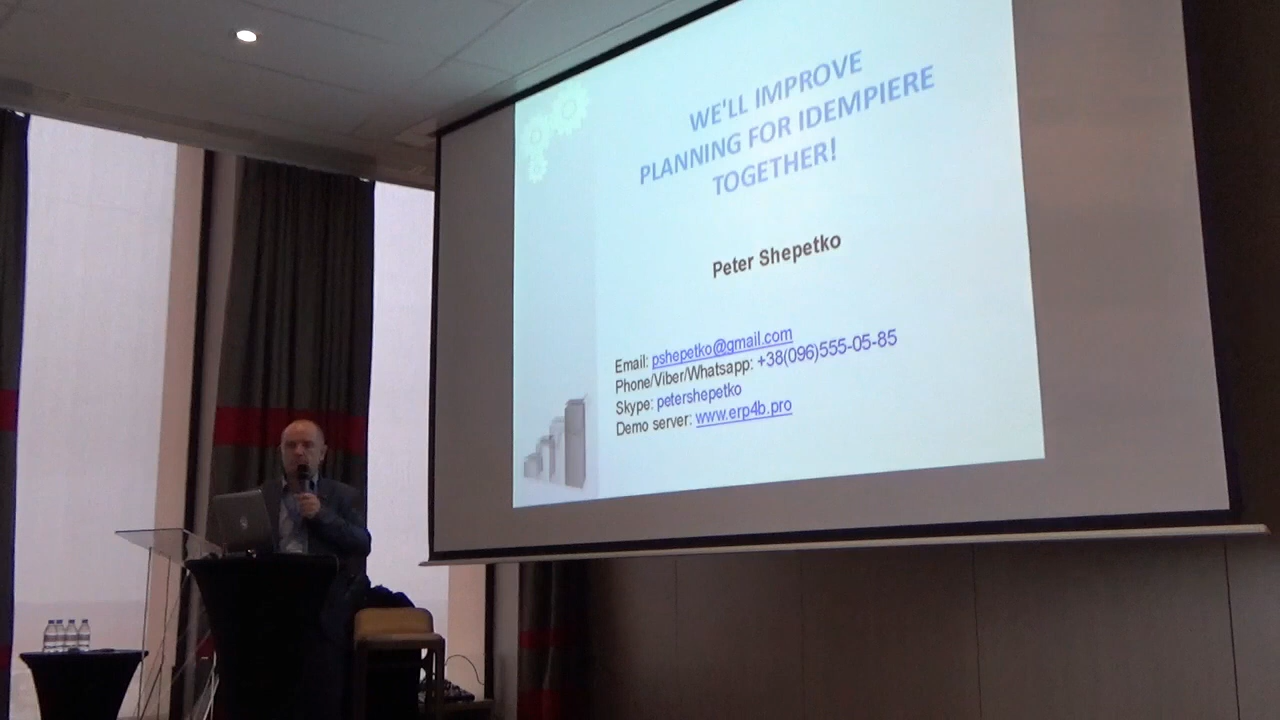 WE'LL IMPROVE
PLANNING FOR IDEMPIERE
TOGETHER!
Peter Shepetko
Email: pshepetko@gmail.com
Phone/Viber/Whatsapp: +38(096)555-05-85
Skype: petershepetko
Demo server: www.erp4b.pro